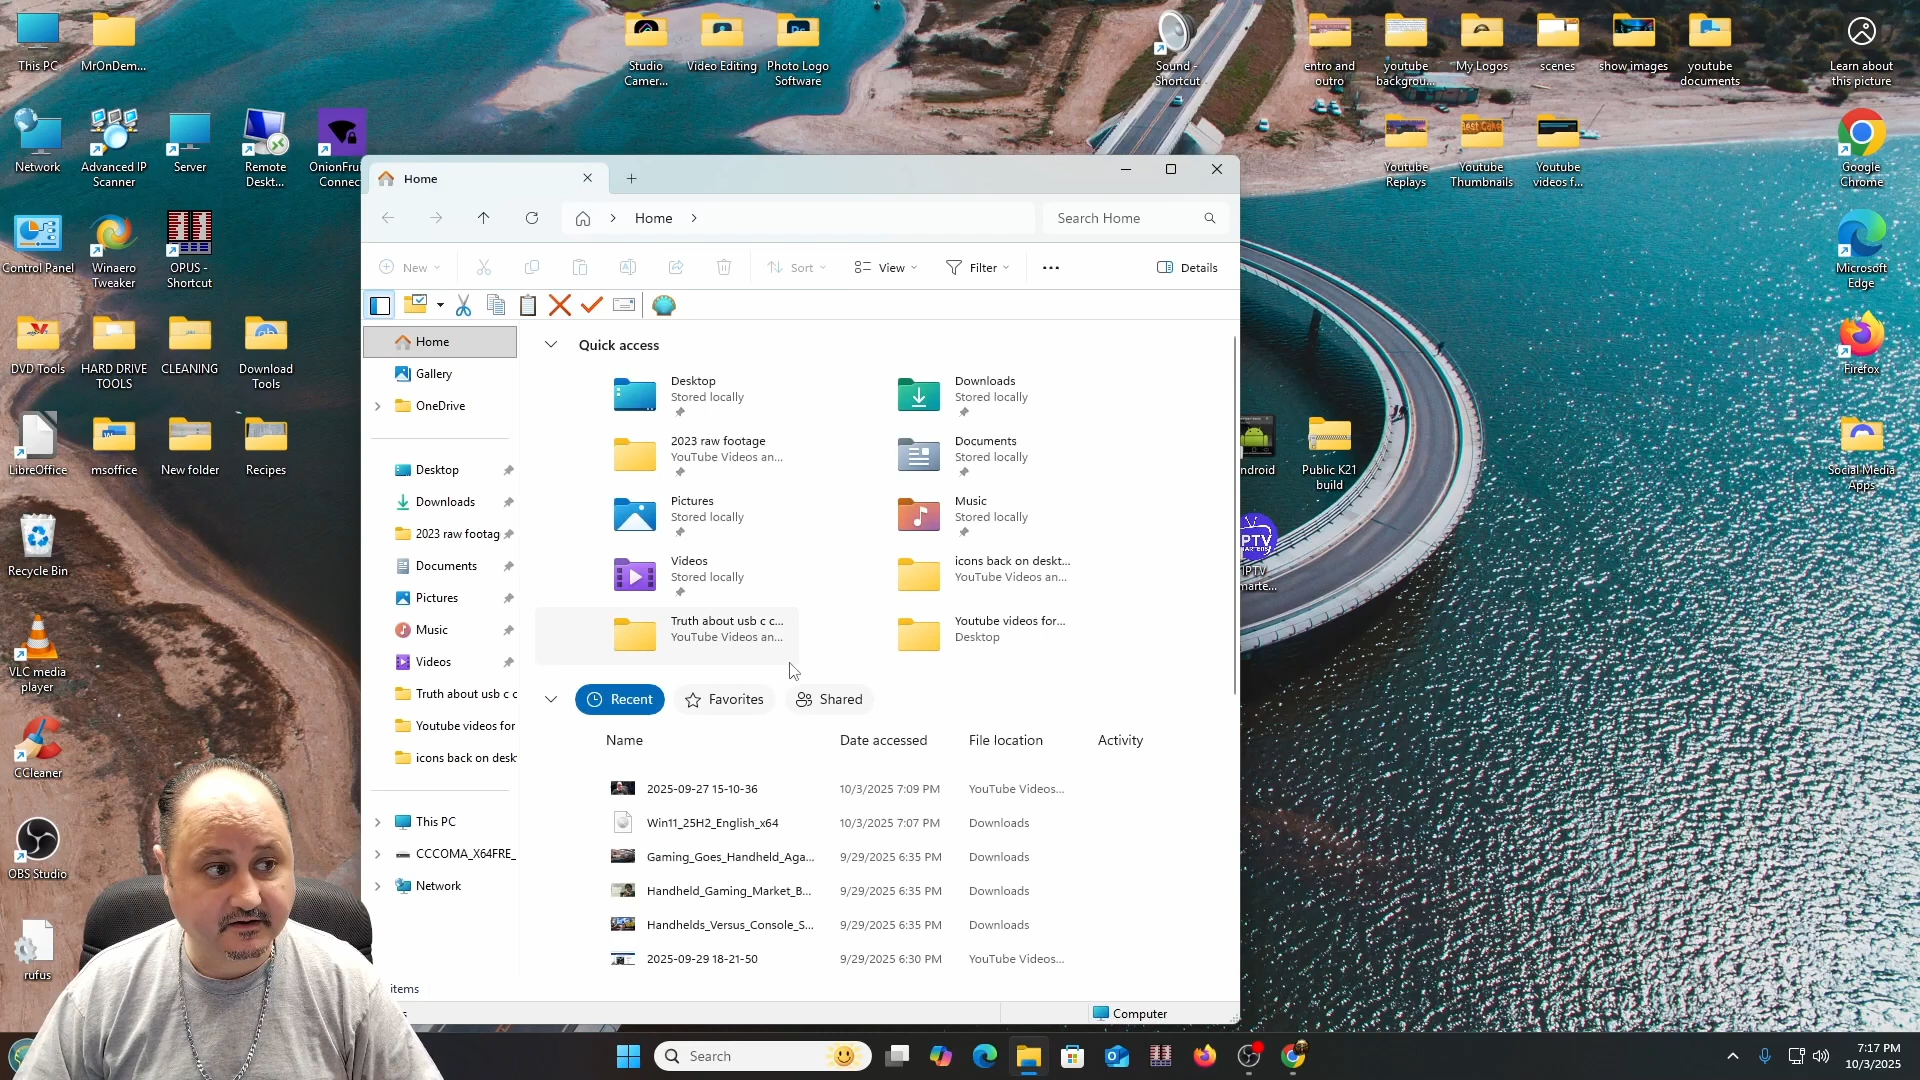 This PC
MrOnDem...
Studio
Camer...
Video Editing
Photo Logo
Software
Sound -
Shortcut
entro and
outro
youtube
backgrou...
My Logos
scenes
show,images
youtube
documents
Learn about
this picture
Network
Advanced IP
Scanner
Server
Remote
Deskt...
OnionFrui
Connect
Youtube
Replays
Youtube
Thumbnails
Youtube
videos f...
Google
Chrome
Control Panel
Winaero
Tweaker
OPUS -
Shortcut
Microsoft
Edge
DVD Tools
HARD DRIVE
TOOLS
CLEANING
Download
Tools
Firefox
LibreOffice
msoffice
New folder
Recipes
ndroid
Public K21
build
Social Media
Apps
Recycle Bin
IPTV
marte...
VLC media
player
CCleaner
OBS Studio
rufus
Home
Home
Search Home
New
Sort
View
Filter
Details
Home
Gallery
OneDrive
Desktop
Downloads
2023 raw footag
Documents
Pictures
Music
Videos
Truth about usb c c
Youtube videos for
icons back on desk
This PC
CCCOMA_X64FRE_
Network
Quick access
Desktop
Stored locally
Downloads
Stored locally
2023 raw footage
YouTube Videos an...
Documents
Stored locally
Pictures
Stored locally
Music
Stored locally
Videos
Stored locally
icons back on deskt...
YouTube Videos an...
Truth about usb c c...
YouTube Videos an...
Youtube videos for...
Desktop
Recent
Favorites
Shared
Name
Date accessed
File location
Activity
2025-09-27 15-10-36
10/3/2025 7:09 PM
YouTube Videos...
Win11_25H2_English_x64
10/3/2025 7:07 PM
Downloads
Gaming_Goes_Handheld_Aga...
9/29/2025 6:35 PM
Downloads
Handheld_Gaming_Market_B...
9/29/2025 6:35 PM
Downloads
Handhelds_Versus_Console_S...
9/29/2025 6:35 PM
Downloads
2025-09-29 18-21-50
9/29/2025 6:30 PM
YouTube Videos...
items
Computer
Search
7:17 PM
10/3/2025